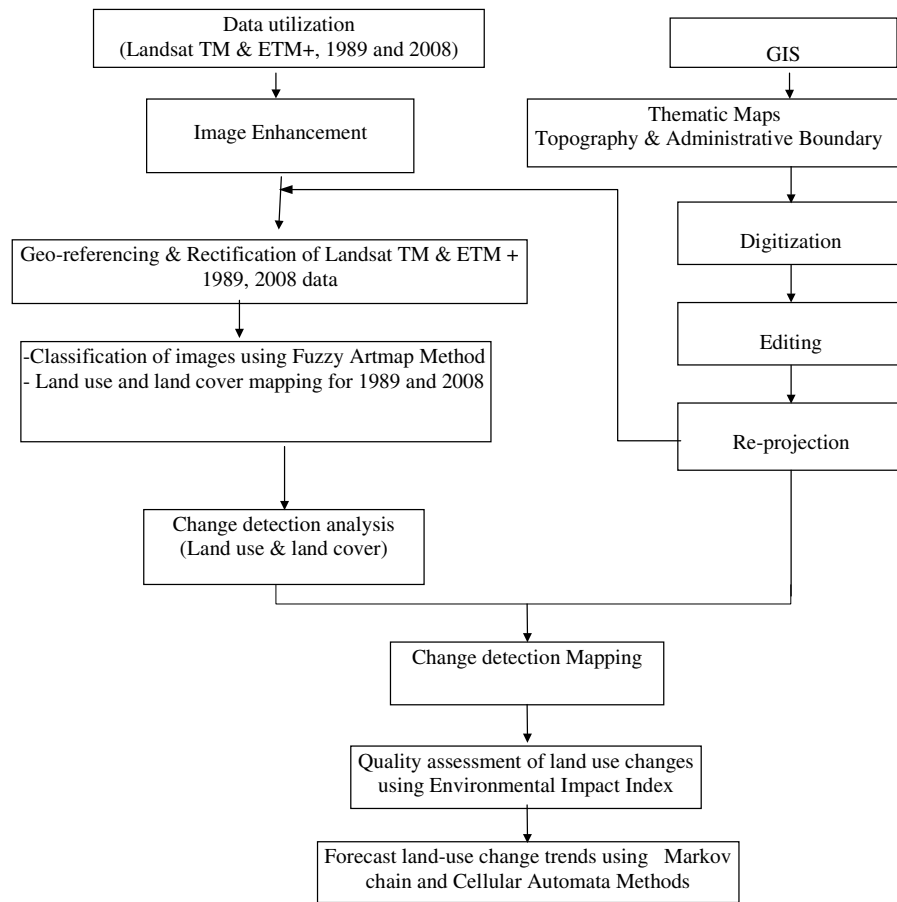 Data utilization
(Landsat TM & ETM+, 1989 and 2008)
Image Enhancement
Geo-referencing & Rectification of Landsat TM & ETM +
1989, 2008 data
-Classification of images using Fuzzy Artmap Method
- Land use and land cover mapping for 1989 and 2008
Change detection analysis
(Land use & land cover)
GIS
Thematic Maps
Topography & Administrative Boundary
Digitization
Editing
Re-projection
Change detection Mapping
Quality assessment of land use changes
using Environmental Impact Index
Forecast land-use change trends using Markov
chain and Cellular Automata Methods